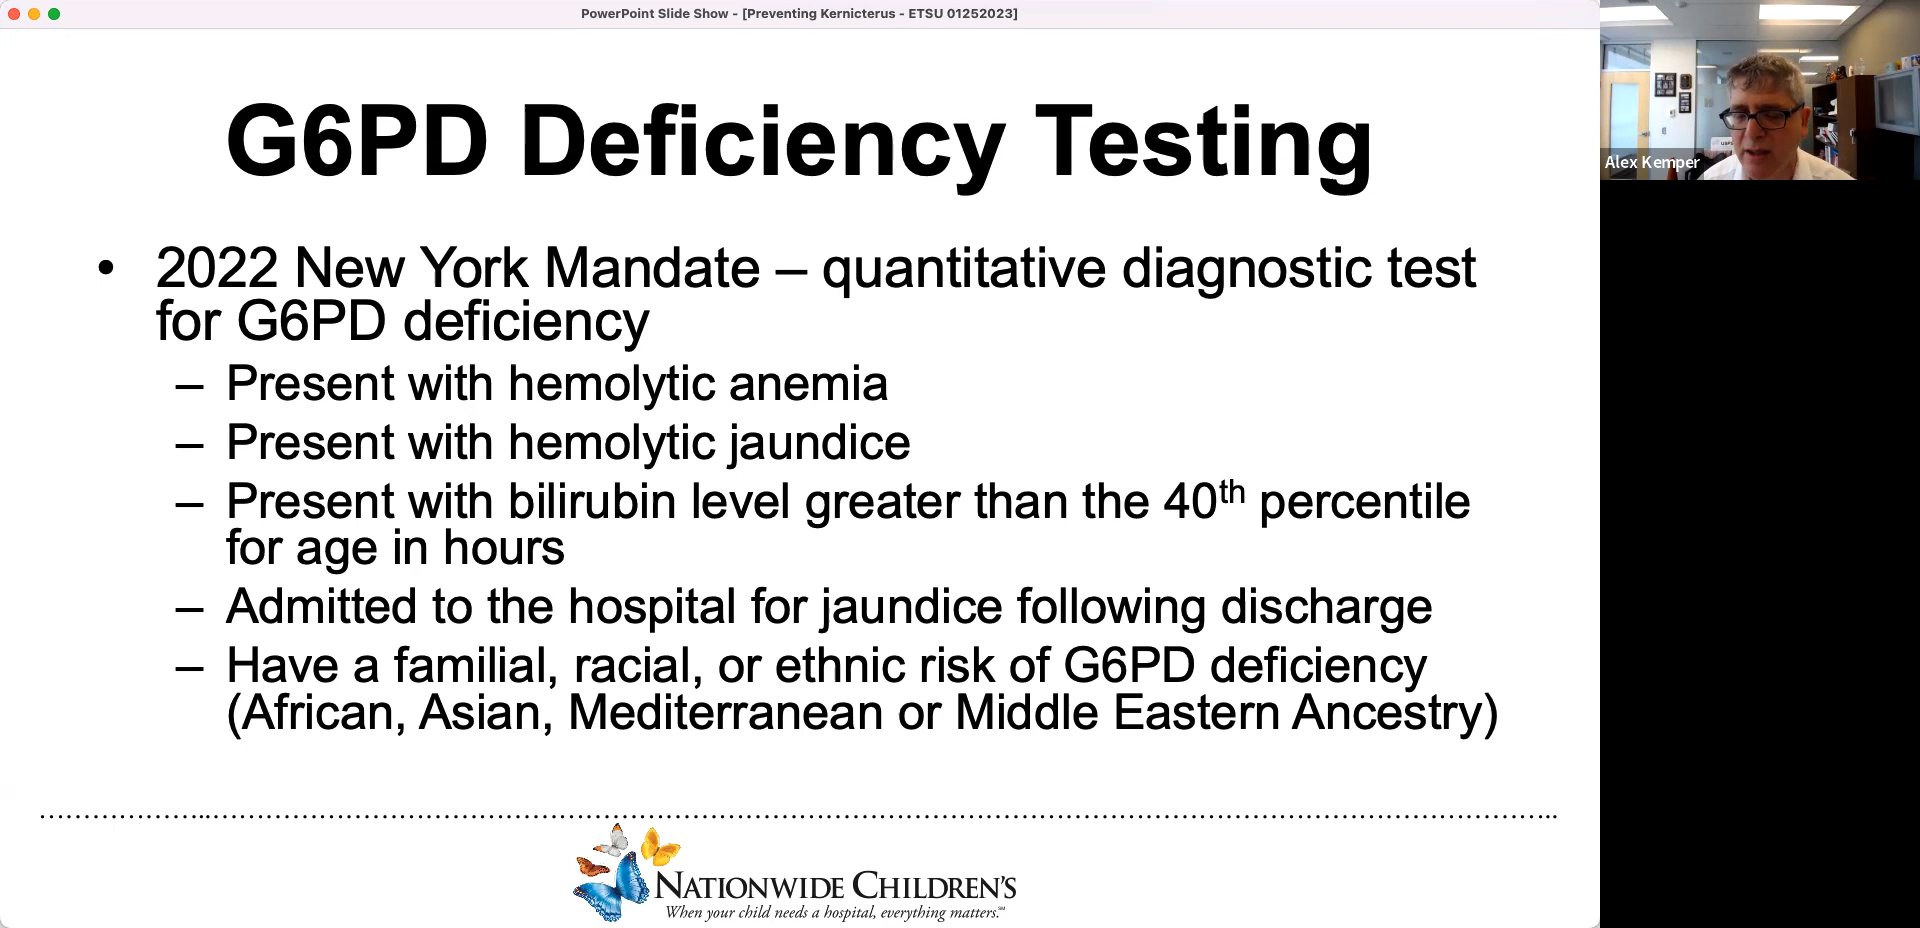 PowerPoint Slide Show - [Preventing Kernicterus - ETSU 01252023]
G6PD Deficiency Testing
• 2022 New York Mandate – quantitative diagnostic test
for G6PD deficiency
– Present with hemolytic anemia
– Present with hemolytic jaundice
– Present with bilirubin level greater than the 40th percentile
for age in hours
– Admitted to the hospital for jaundice following discharge
– Have a familial, racial, or ethnic risk of G6PD deficiency
(African, Asian, Mediterranean or Middle Eastern Ancestry)
NATIONWIDE CHILDREN'S
When your child needs a hospital, everything matters.℠
Alex Kemper